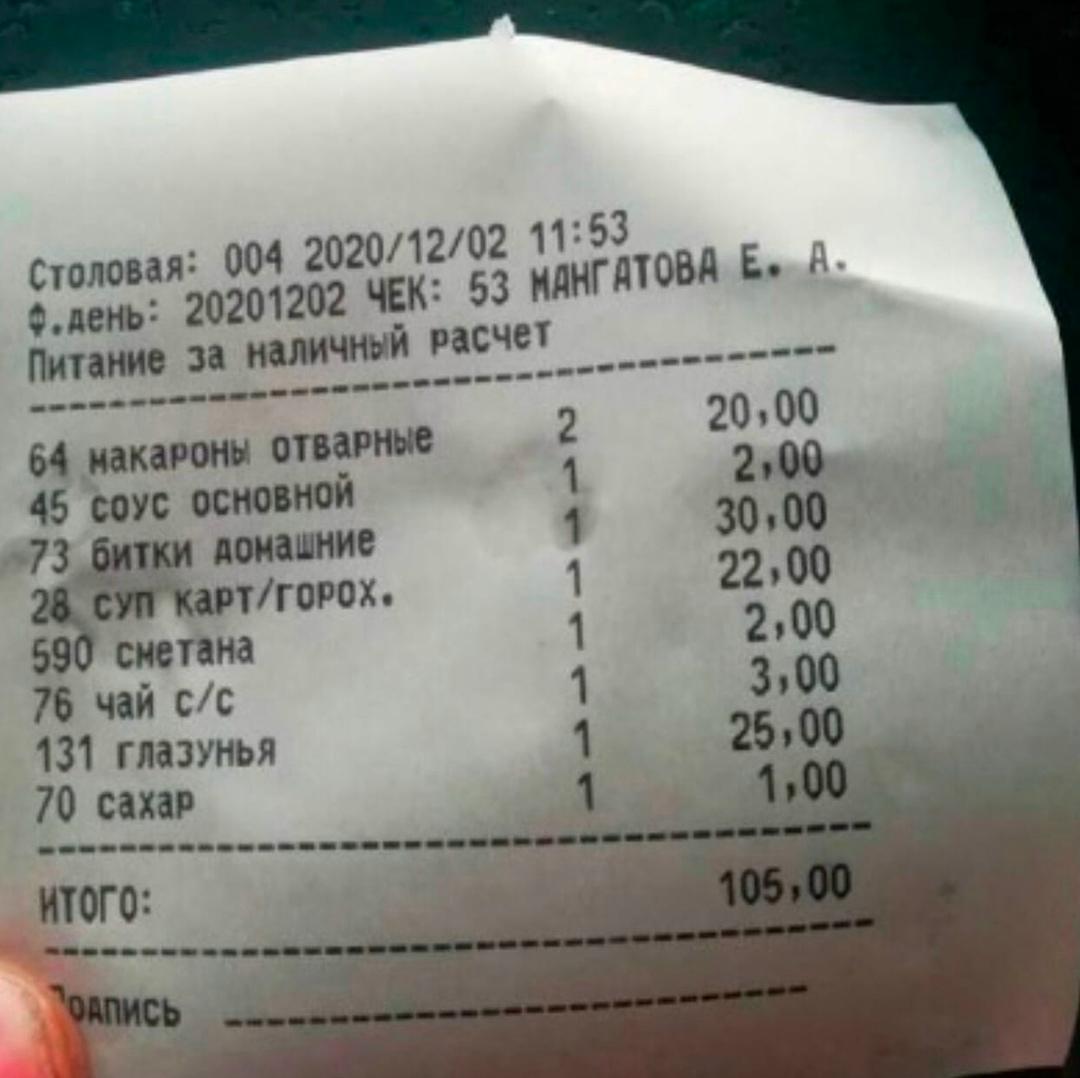 Столовая: 004 2020/12/02 11:53
Ф.день: 20201202 ЧЕК: 53 МАНГАТОВА Е. А.
Питание за наличный расчет
64 макароны отварные 2 20,00
45 соус основной 1 2,00
73 битки домашние 1 30,00
28 суп карт/горох. 1 22,00
590 сметана 1 2,00
76 чай с/с 1 3,00
131 глазунья 1 25,00
70 сахар 1 1,00
ИТОГО: 105,00
Подпись